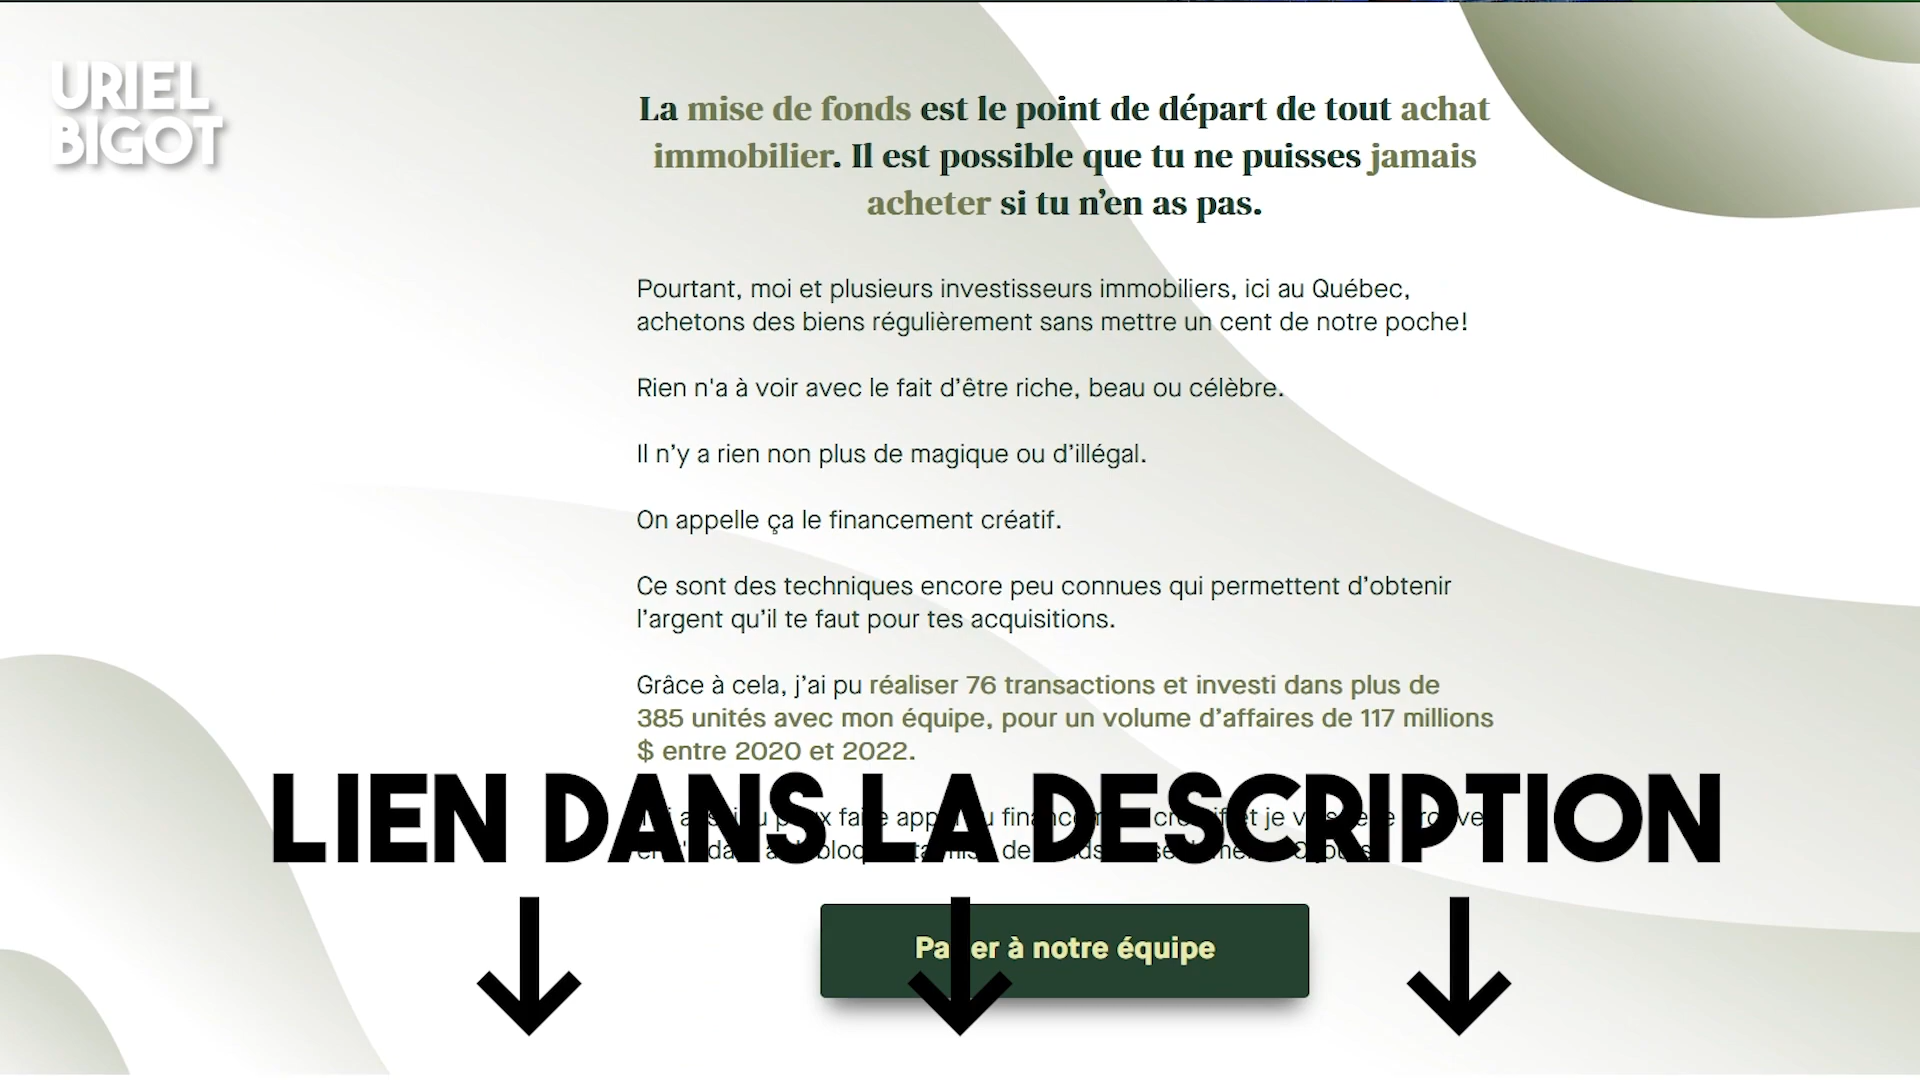 URIEL
BIGOT
La mise de fonds est le point de départ de tout achat
immobilier. Il est possible que tu ne puisses jamais
acheter si tu n’en as pas.
Pourtant, moi et plusieurs investisseurs immobiliers, ici au Québec,
achetons des biens régulièrement sans mettre un cent de notre poche!
Rien n'a à voir avec le fait d’être riche, beau ou célèbre.
Il n’y a rien non plus de magique ou d’illégal.
On appelle ça le financement créatif.
Ce sont des techniques encore peu connues qui permettent d’obtenir
l’argent qu’il te faut pour tes acquisitions.
Grâce à cela, j’ai pu réaliser 76 transactions et investi dans plus de
385 unités avec mon équipe, pour un volume d’affaires de 117 millions
$ entre 2020 et 2022.
LIEN DANS LA DESCRIPTION
Parler à notre équipe